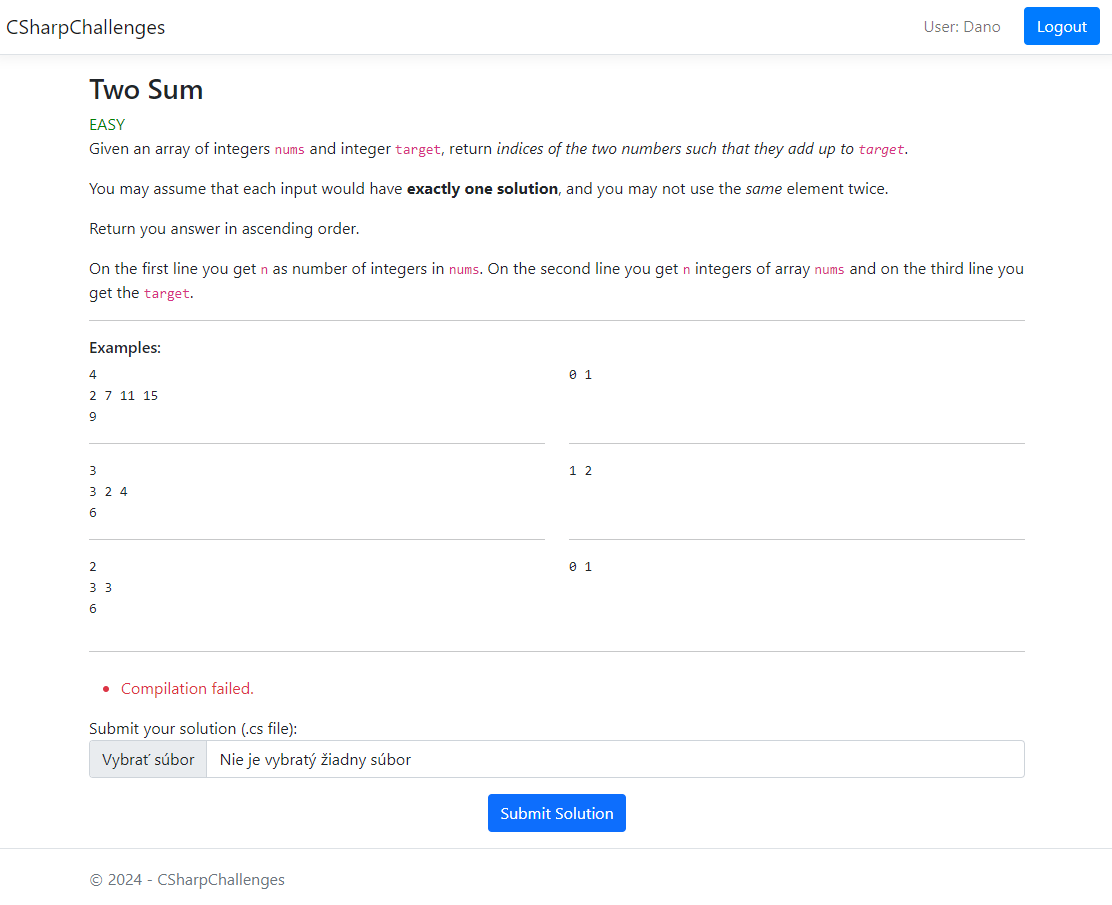 CSharpChallenges
User: Dano
Logout
Two Sum
EASY
Given an array of integers nums and integer target, return indices of the two numbers such that they add up to target.
You may assume that each input would have exactly one solution, and you may not use the same element twice.
Return you answer in ascending order.
On the first line you get n as number of integers in nums. On the second line you get n integers of array nums and on the third line you
get the target.
Examples:
4
2 7 11 15
9
0 1
3
3 2 4
6
1 2
2
3 3
6
0 1
Compilation failed.
Submit your solution (.cs file):
Vybrať súbor
Nie je vybratý žiadny súbor
Submit Solution
© 2024 - CSharpChallenges